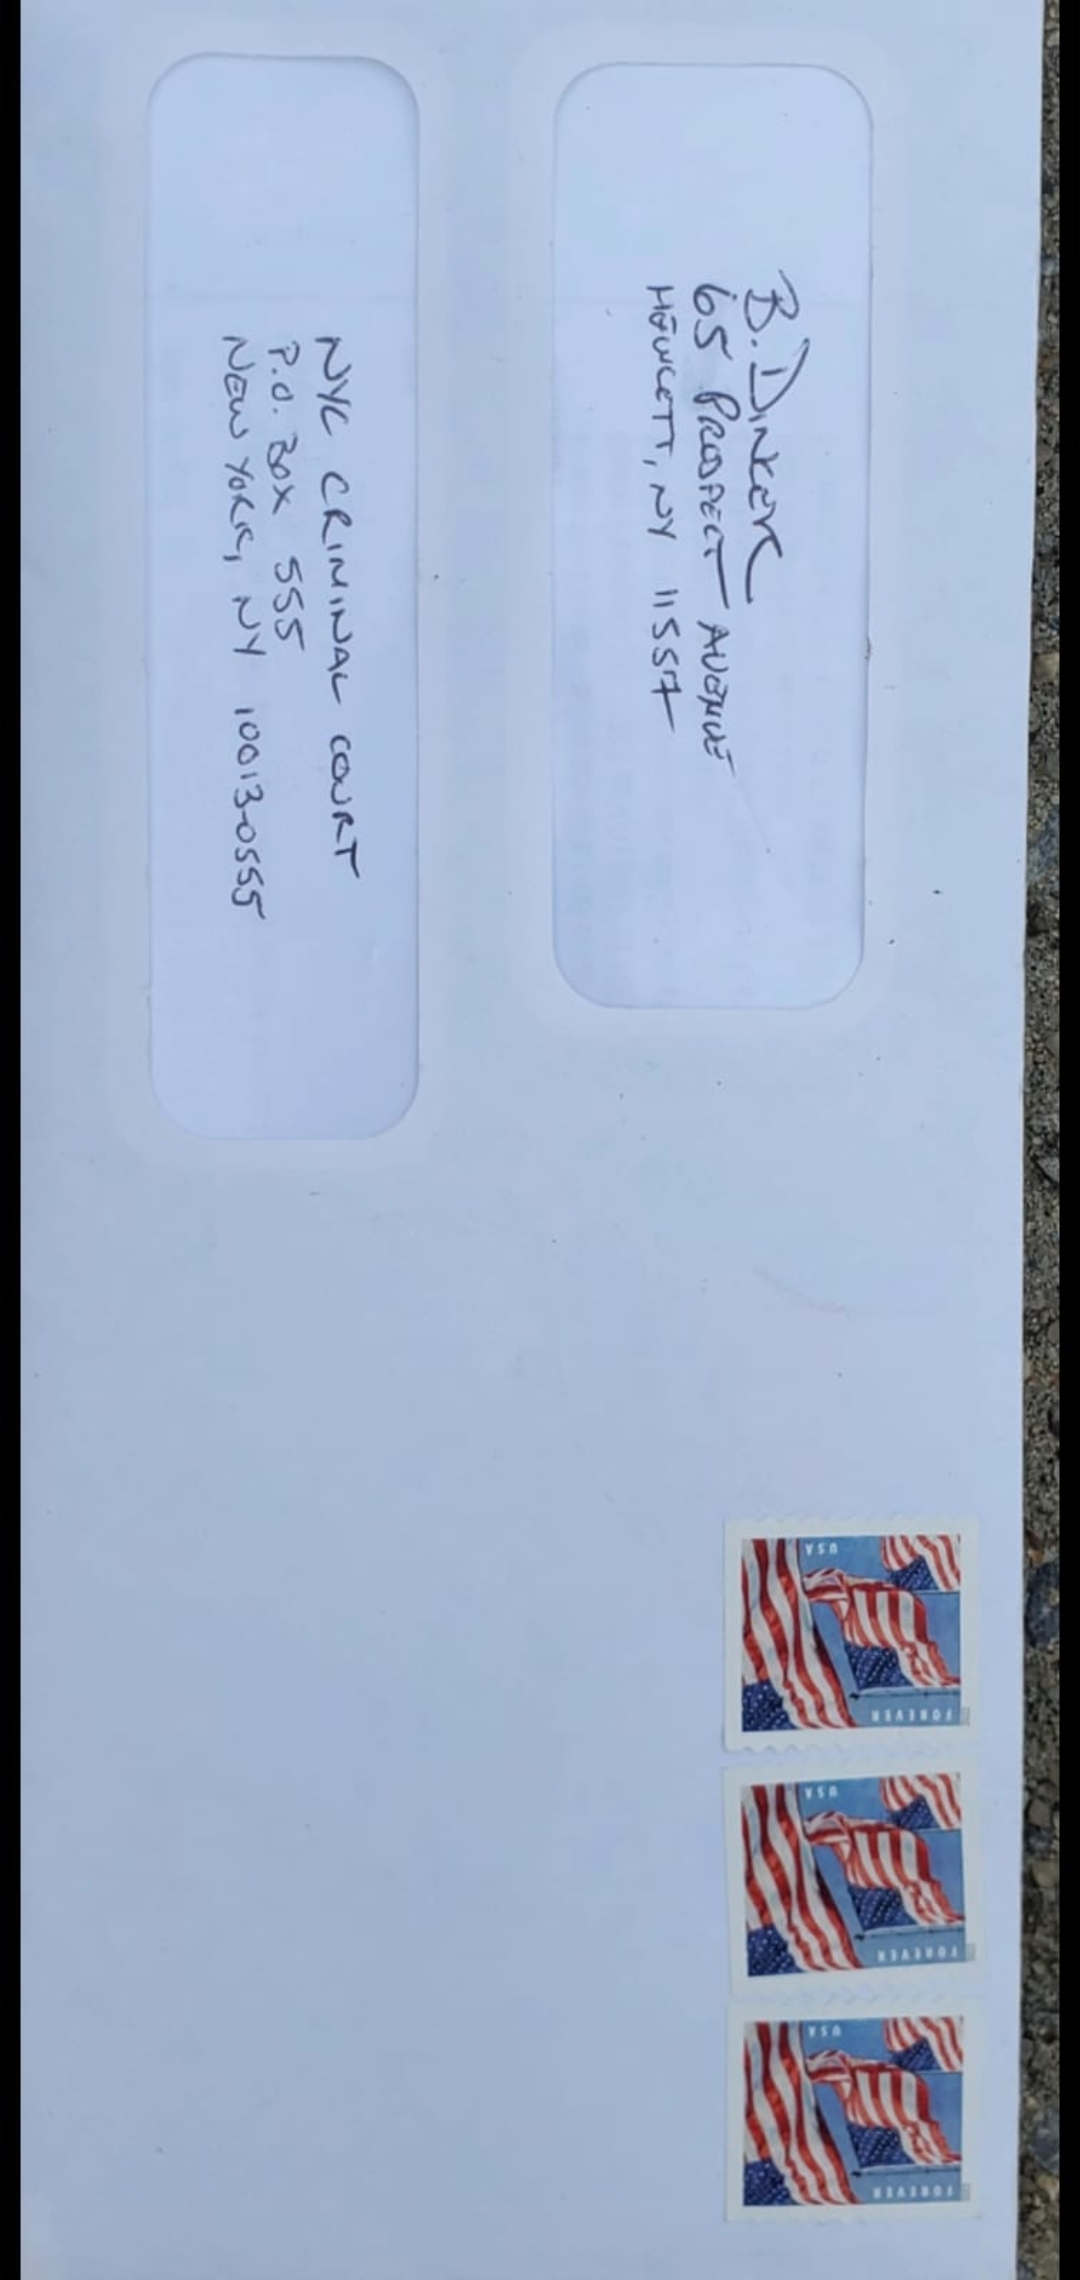 B. DINKER
65 PROSPECT AVENUE
HEWLETT, NY 11557
NYC CRIMINAL COURT
P.O. BOX 555
NEW YORK, NY 10013-0555
FOREVER
USA
FOREVER
USA
FOREVER
USA